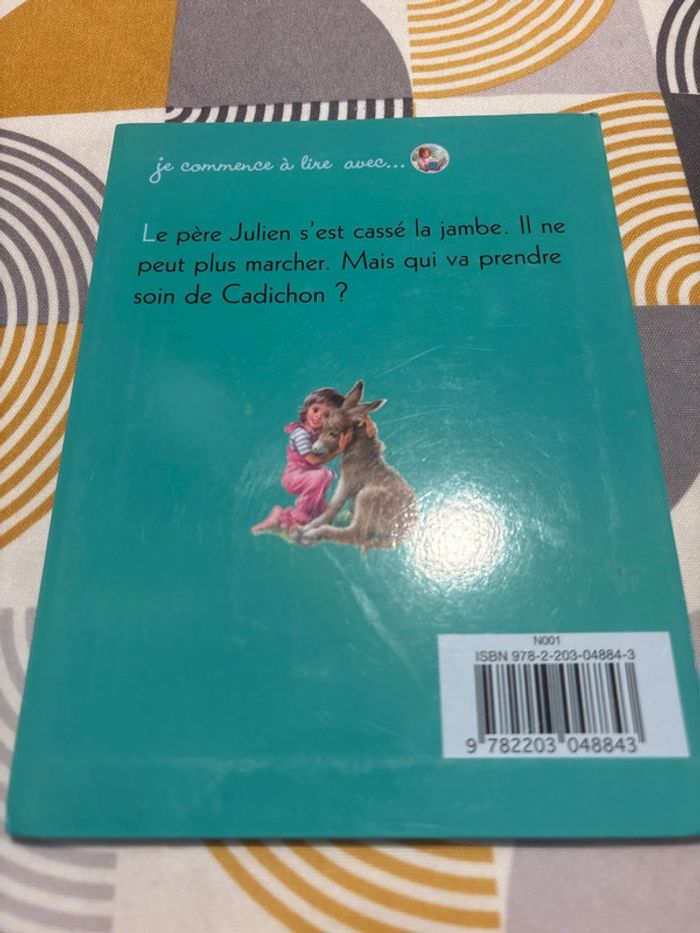 je commence à lire avec...
Le père Julien s'est cassé la jambe. Il ne
peut plus marcher. Mais qui va prendre
soin de Cadichon ?
N001
ISBN 978-2-203-04884-3
9 782203 048843